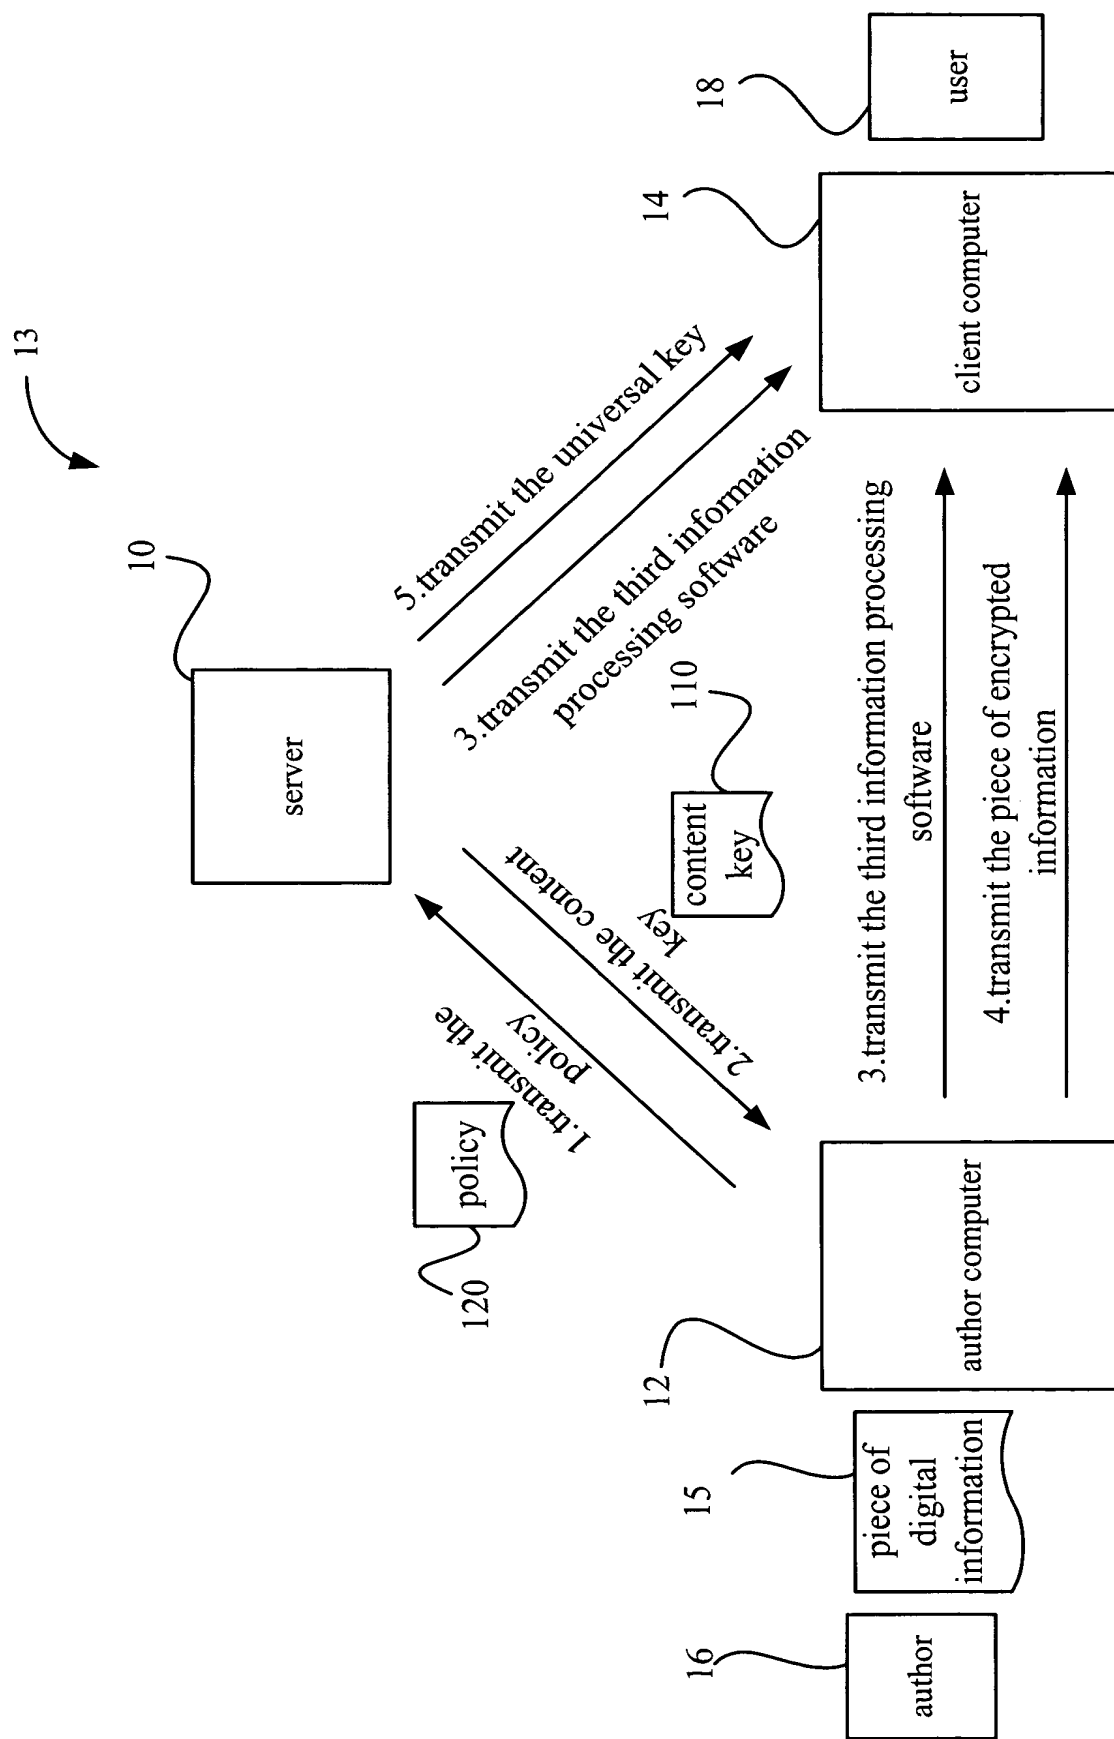 13
10
server
5.transmit the universal key
3.transmit the third information
processing software
1.transmit the
policy
2.transmit the content
key
policy
120
content
key
110
3.transmit the third information processing
software
4.transmit the piece of encrypted
information
16
author
15
piece of
digital
information
12
author computer
14
client computer
18
user